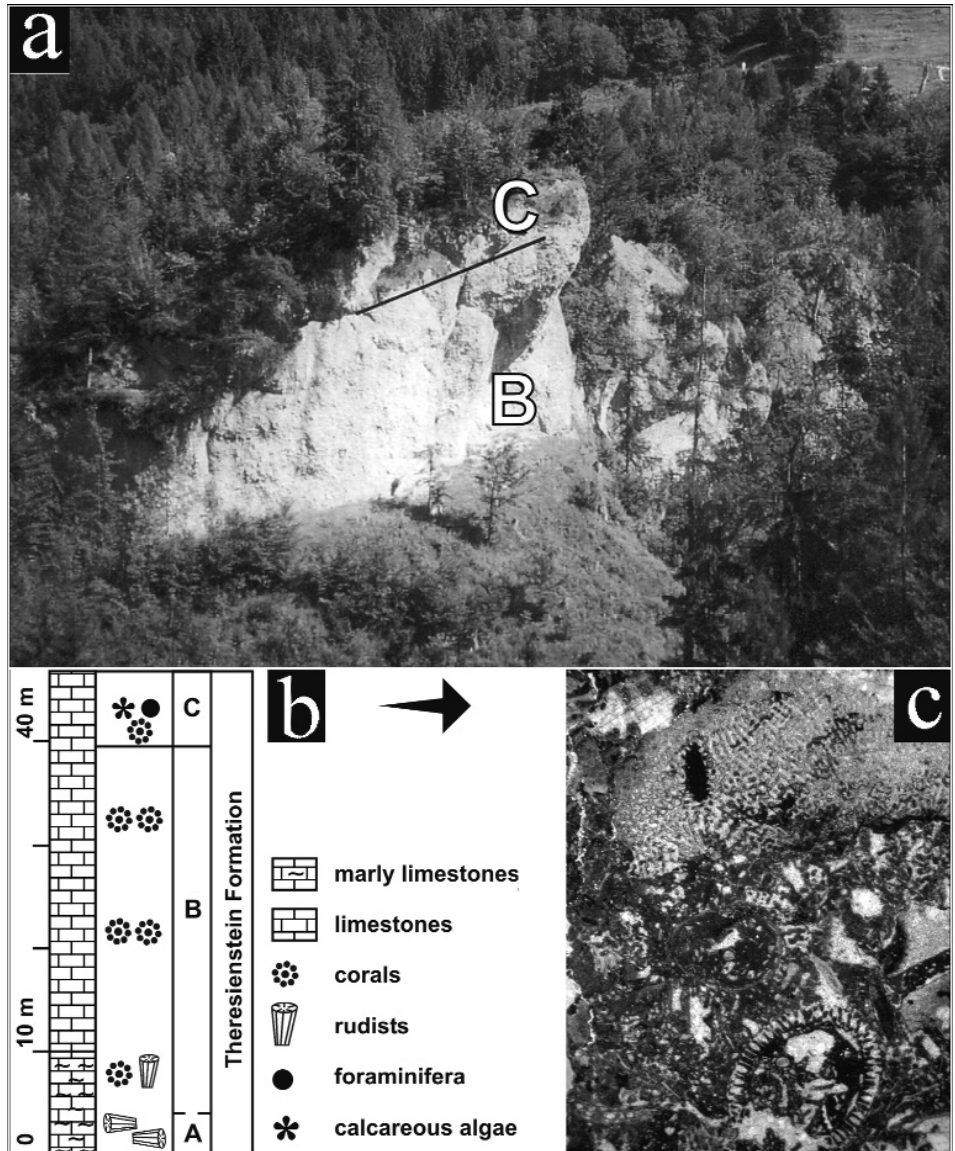 a
C
B
b
c
40 m
10 m
0
C
B
A
Theresienstein Formation
marly limestones
limestones
corals
rudists
foraminifera
calcareous algae